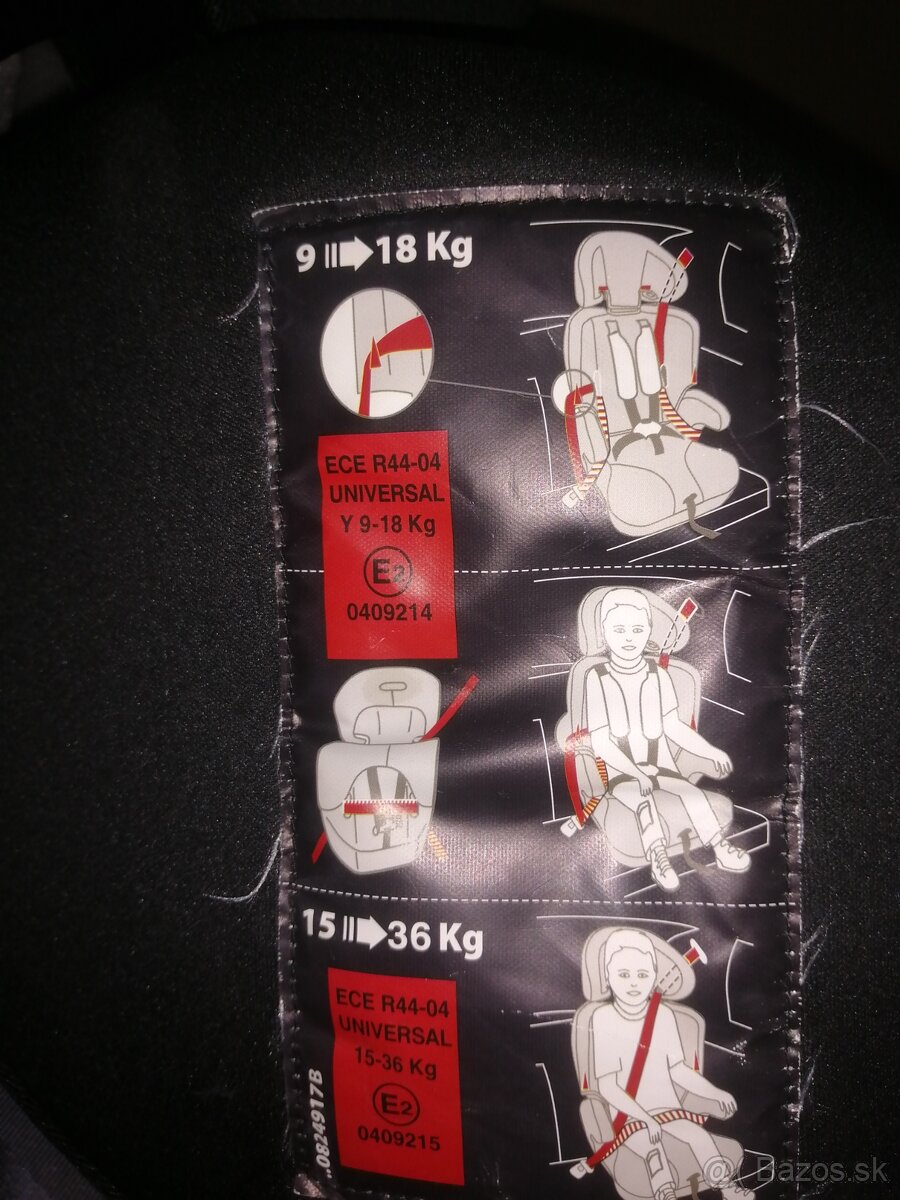 9 18 Kg
ECE R44-04
UNIVERSAL
Y 9-18 Kg
E2
0409214
15 36 Kg
ECE R44-04
UNIVERSAL
15-36 Kg
E2
0409215
..0824917B
@ Bazos.sk